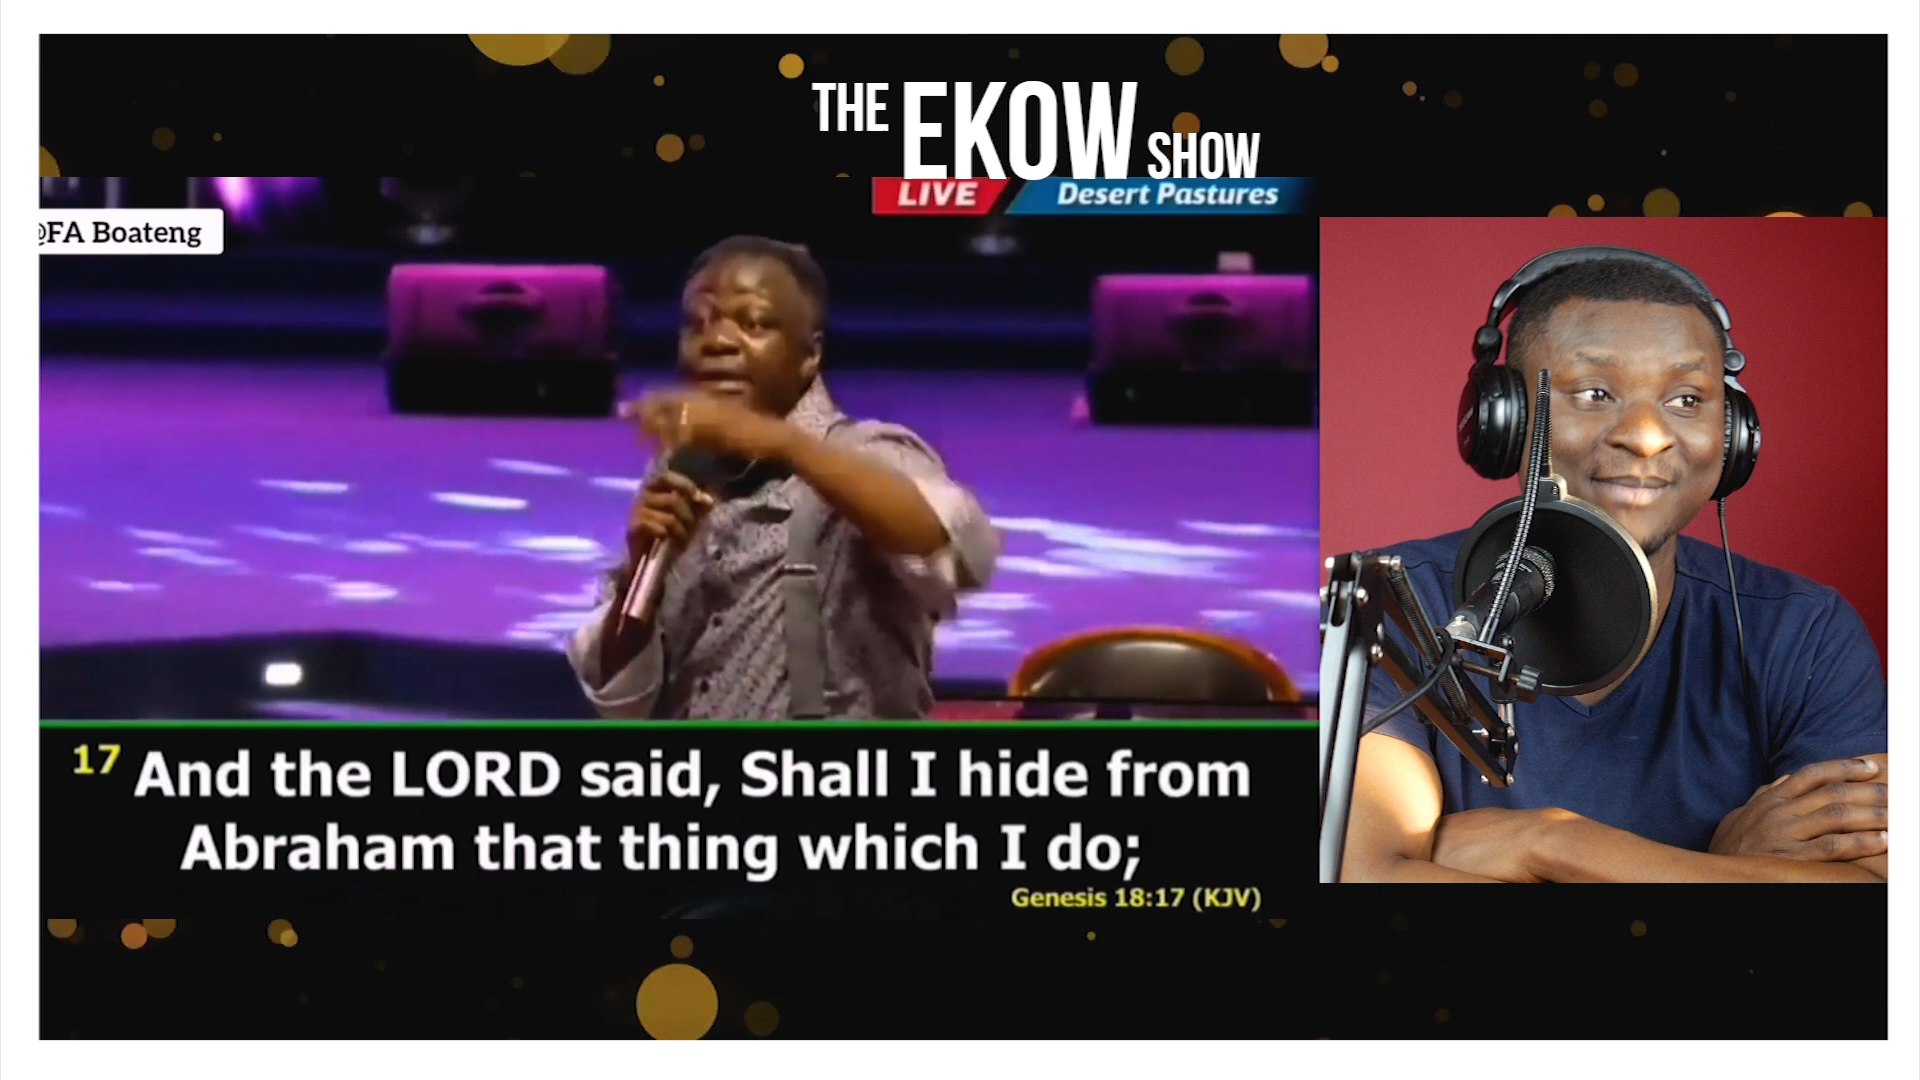 THE EKOW SHOW
LIVE Desert Pastures
@FA Boateng
17 And the LORD said, Shall I hide from
Abraham that thing which I do;
Genesis 18:17 (KJV)